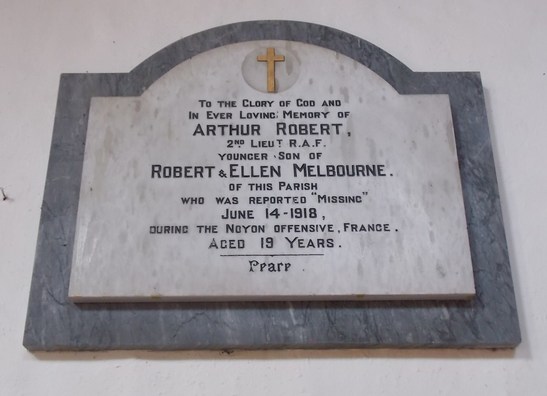 TO THE GLORY OF GOD AND
IN EVER LOVING MEMORY OF
ARTHUR ROBERT,
2ND LIEUT R.A.F.
YOUNGER SON OF
ROBERT & ELLEN MELBOURNE.
OF THIS PARISH
WHO WAS REPORTED "MISSING"
JUNE 14-1918,
DURING THE NOYON OFFENSIVE, FRANCE.
AGED 19 YEARS.
Peace